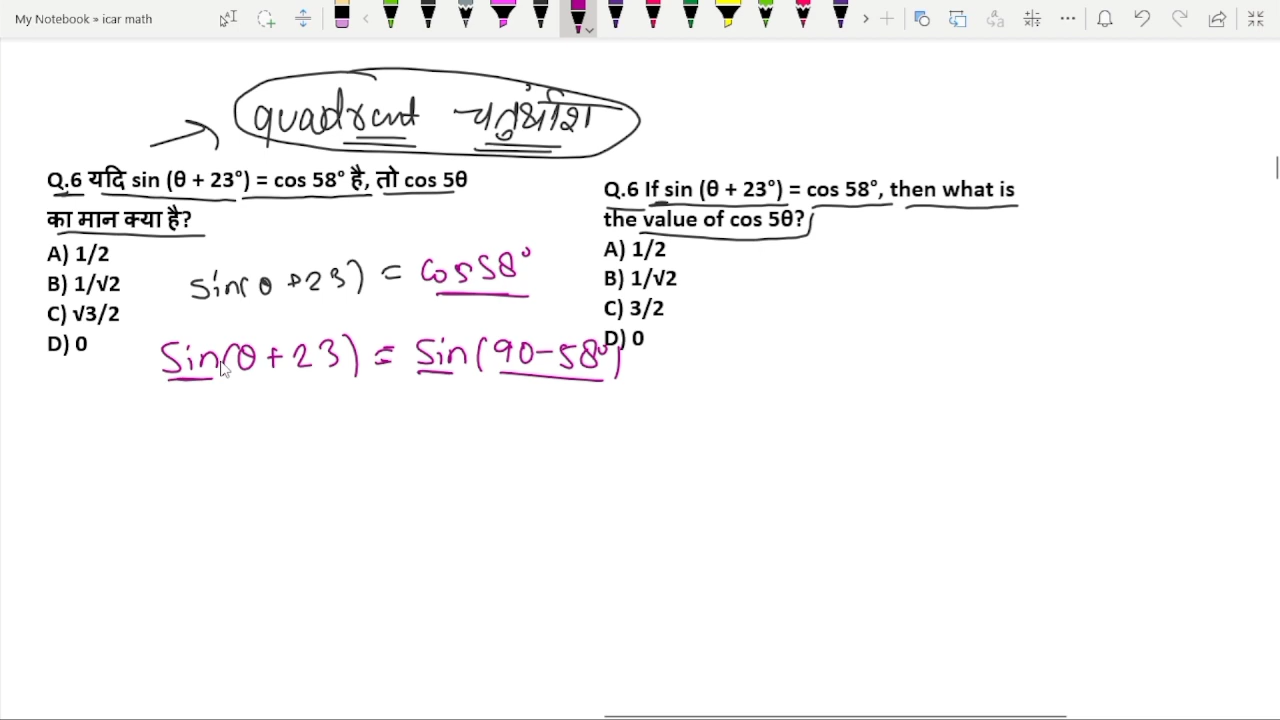 My Notebook » icar math
quadrant चतुर्थांश
Q.6 यदि sin (θ + 23°) = cos 58° है, तो cos 5θ
का मान क्या है?
A) 1/2
B) 1/√2
C) √3/2
D) 0
sin(θ +23) = cos58°
Sin(θ + 23) = Sin(90-58°)
Q.6 If sin (θ + 23°) = cos 58°, then what is
the value of cos 5θ?
A) 1/2
B) 1/√2
C) 3/2
D) 0